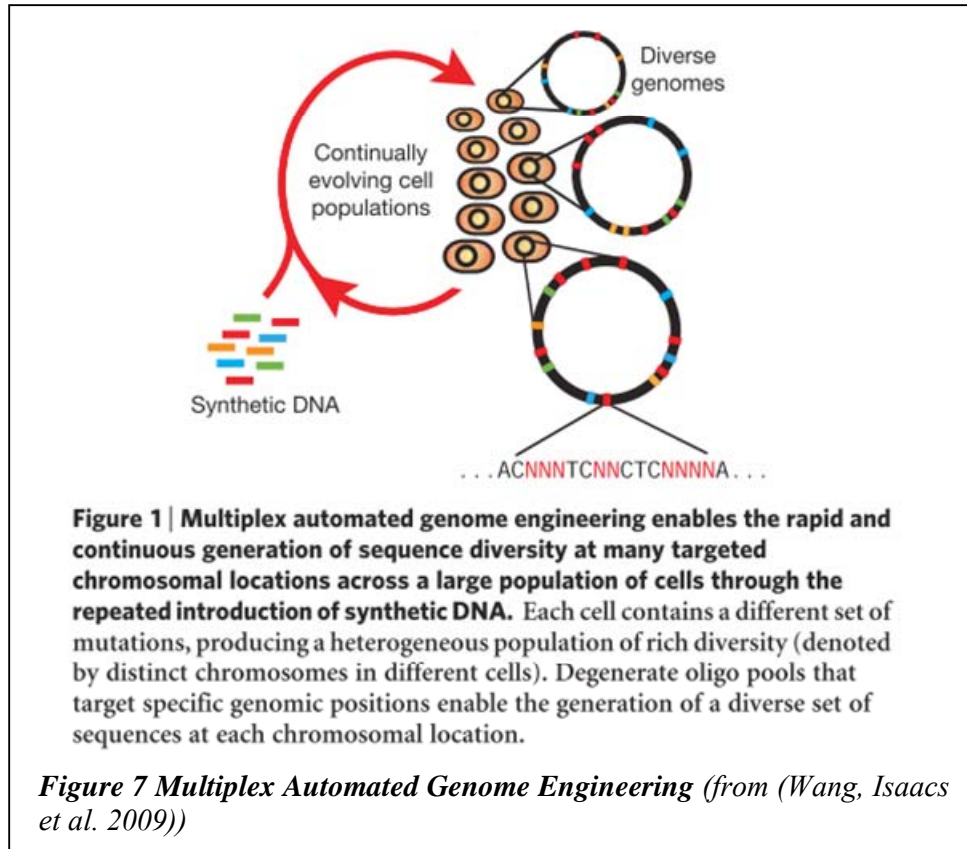 Diverse
genomes
Continually
evolving cell
populations
Synthetic DNA
...ACNNNTCNNCTCNNNNA...
Figure 1 | Multiplex automated genome engineering enables the rapid and
continuous generation of sequence diversity at many targeted
chromosomal locations across a large population of cells through the
repeated introduction of synthetic DNA. Each cell contains a different set of
mutations, producing a heterogeneous population of rich diversity (denoted
by distinct chromosomes in different cells). Degenerate oligo pools that
target specific genomic positions enable the generation of a diverse set of
sequences at each chromosomal location.
Figure 7 Multiplex Automated Genome Engineering (from (Wang, Isaacs
et al. 2009))